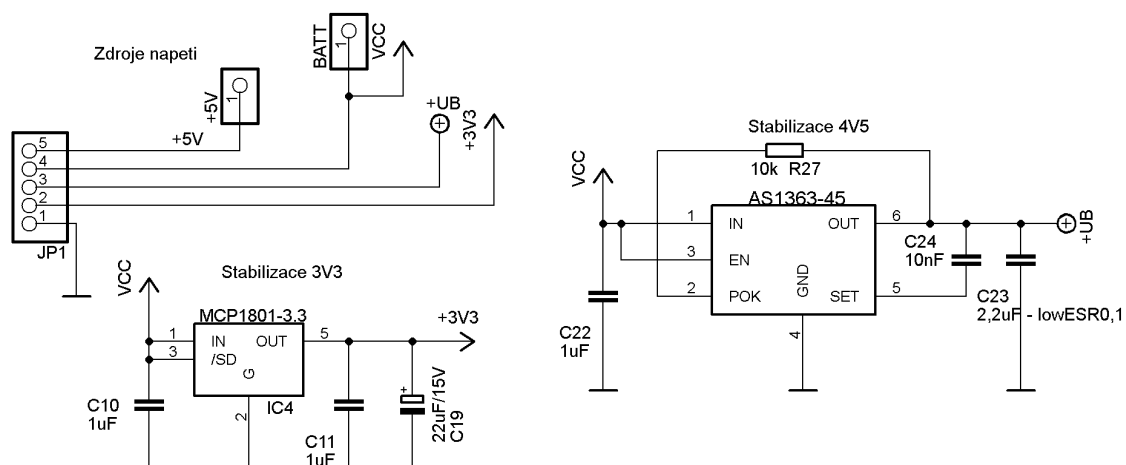 Zdroje napeti
BATT
1
VCC
+5V
1
+UB
+3V3
+5V
5
4
3
2
1
JP1
Stabilizace 3V3
VCC
MCP1801-3.3
1
3
IN
OUT
/SD
G
5
2
IC4
+3V3
C10
1uF
C11
1uF
+
22uF/15V
C19
Stabilizace 4V5
10k R27
VCC
AS1363-45
1
3
2
IN
EN
POK
OUT
GND
SET
6
5
4
C22
1uF
C24
10nF
C23
2,2uF - lowESR0,1
+UB